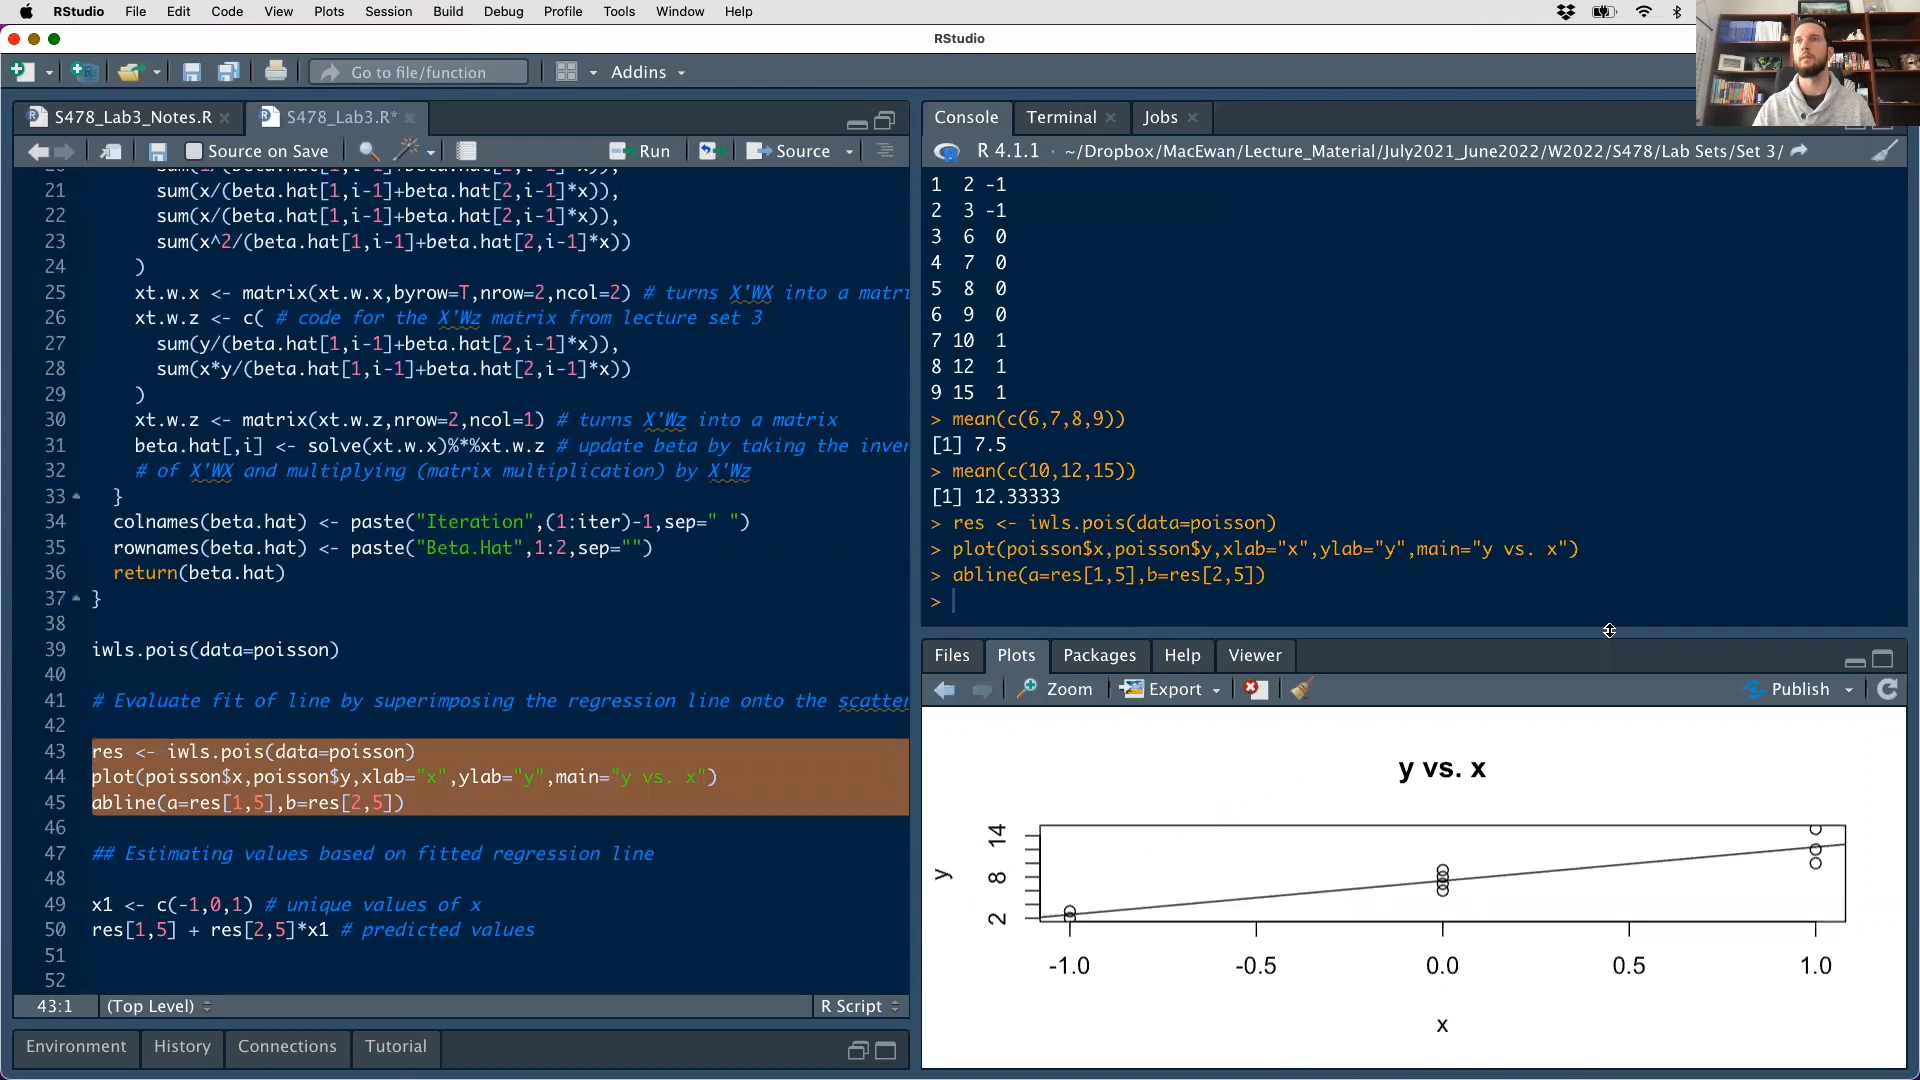 RStudio File Edit Code View Plots Session Build Debug Profile Tools Window Help
RStudio
Go to file/function Addins
S478_Lab3_Notes.R S478_Lab3.R*
Source on Save Run Source
21 sum(x/(beta.hat[1,i-1]+beta.hat[2,i-1]*x)),
22 sum(x/(beta.hat[1,i-1]+beta.hat[2,i-1]*x)),
23 sum(x^2/(beta.hat[1,i-1]+beta.hat[2,i-1]*x))
24 )
25 xt.w.x <- matrix(xt.w.x,byrow=T,nrow=2,ncol=2) # turns X'WX into a matri
26 xt.w.z <- c( # code for the X'Wz matrix from lecture set 3
27 sum(y/(beta.hat[1,i-1]+beta.hat[2,i-1]*x)),
28 sum(x*y/(beta.hat[1,i-1]+beta.hat[2,i-1]*x))
29 )
30 xt.w.z <- matrix(xt.w.z,nrow=2,ncol=1) # turns X'Wz into a matrix
31 beta.hat[,i] <- solve(xt.w.x)%*%xt.w.z # update beta by taking the inver
32 # of X'WX and multiplying (matrix multiplication) by X'Wz
33 }
34 colnames(beta.hat) <- paste("Iteration",(1:iter)-1,sep=" ")
35 rownames(beta.hat) <- paste("Beta.Hat",1:2,sep="")
36 return(beta.hat)
37 }
38
39 iwls.pois(data=poisson)
40
41 # Evaluate fit of line by superimposing the regression line onto the scatter
42
43 res <- iwls.pois(data=poisson)
44 plot(poisson$x,poisson$y,xlab="x",ylab="y",main="y vs. x")
45 abline(a=res[1,5],b=res[2,5])
46
47 ## Estimating values based on fitted regression line
48
49 x1 <- c(-1,0,1) # unique values of x
50 res[1,5] + res[2,5]*x1 # predicted values
51
52
43:1 (Top Level) R Script
Environment History Connections Tutorial
Console Terminal Jobs
R 4.1.1 · ~/Dropbox/MacEwan/Lecture_Material/July2021_June2022/W2022/S478/Lab Sets/Set 3/
1 2 -1
2 3 -1
3 6 0
4 7 0
5 8 0
6 9 0
7 10 1
8 12 1
9 15 1
> mean(c(6,7,8,9))
[1] 7.5
> mean(c(10,12,15))
[1] 12.33333
> res <- iwls.pois(data=poisson)
> plot(poisson$x,poisson$y,xlab="x",ylab="y",main="y vs. x")
> abline(a=res[1,5],b=res[2,5])
>
Files Plots Packages Help Viewer
Zoom Export Publish
y vs. x
y
14
8
2
-1.0 -0.5 0.0 0.5 1.0
x